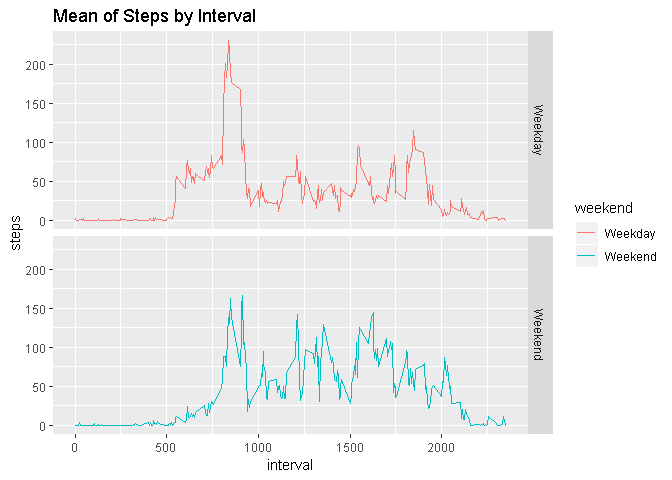 Mean of Steps by Interval
200
150
100
50
0
Weekday
200
150
100
50
0
Weekend
0
500
1000
1500
2000
interval
steps
weekend
Weekday
Weekend